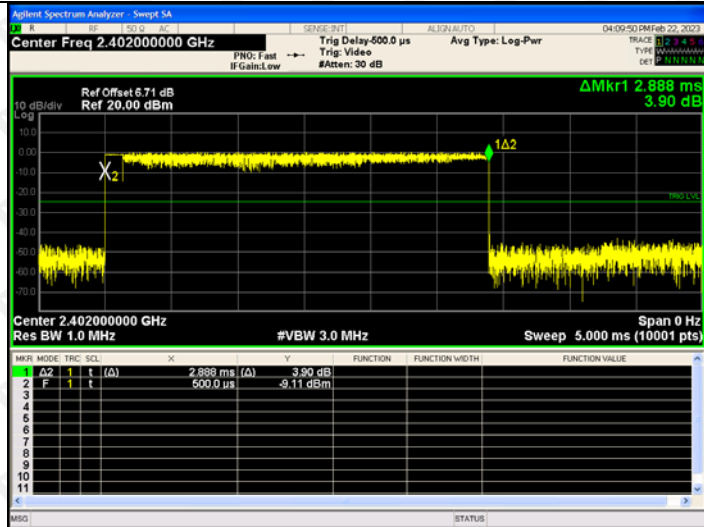 Agilent Spectrum Analyzer - Swept SA
R RF 50 Ω AC SENSE:INT ALIGN AUTO 04:09:50 PM Feb 22, 2023
Center Freq 2.402000000 GHz Trig Delay-500.0 µs Avg Type: Log-Pwr TRACE 1 2 3 4 5 6
PNO: Fast Trig: Video TYPE
IFGain:Low #Atten: 30 dB DET P N N N N N
ΔMkr1 2.888 ms
Ref Offset 6.71 dB
10 dB/div Ref 20.00 dBm 3.90 dB
Log
10.0
0.00
1Δ2
-10.0
2
-20.0
TRIG LVL
-30.0
-40.0
-50.0
-60.0
-70.0
Center 2.402000000 GHz Span 0 Hz
Res BW 1.0 MHz #VBW 3.0 MHz Sweep 5.000 ms (10001 pts)
MKR MODE TRC SCL X Y FUNCTION FUNCTION WIDTH FUNCTION VALUE
1 Δ2 1 t (Δ) 2.888 ms (Δ) 3.90 dB
2 F 1 t 500.0 µs -9.11 dBm
3
4
5
6
7
8
9
10
11
MSG STATUS